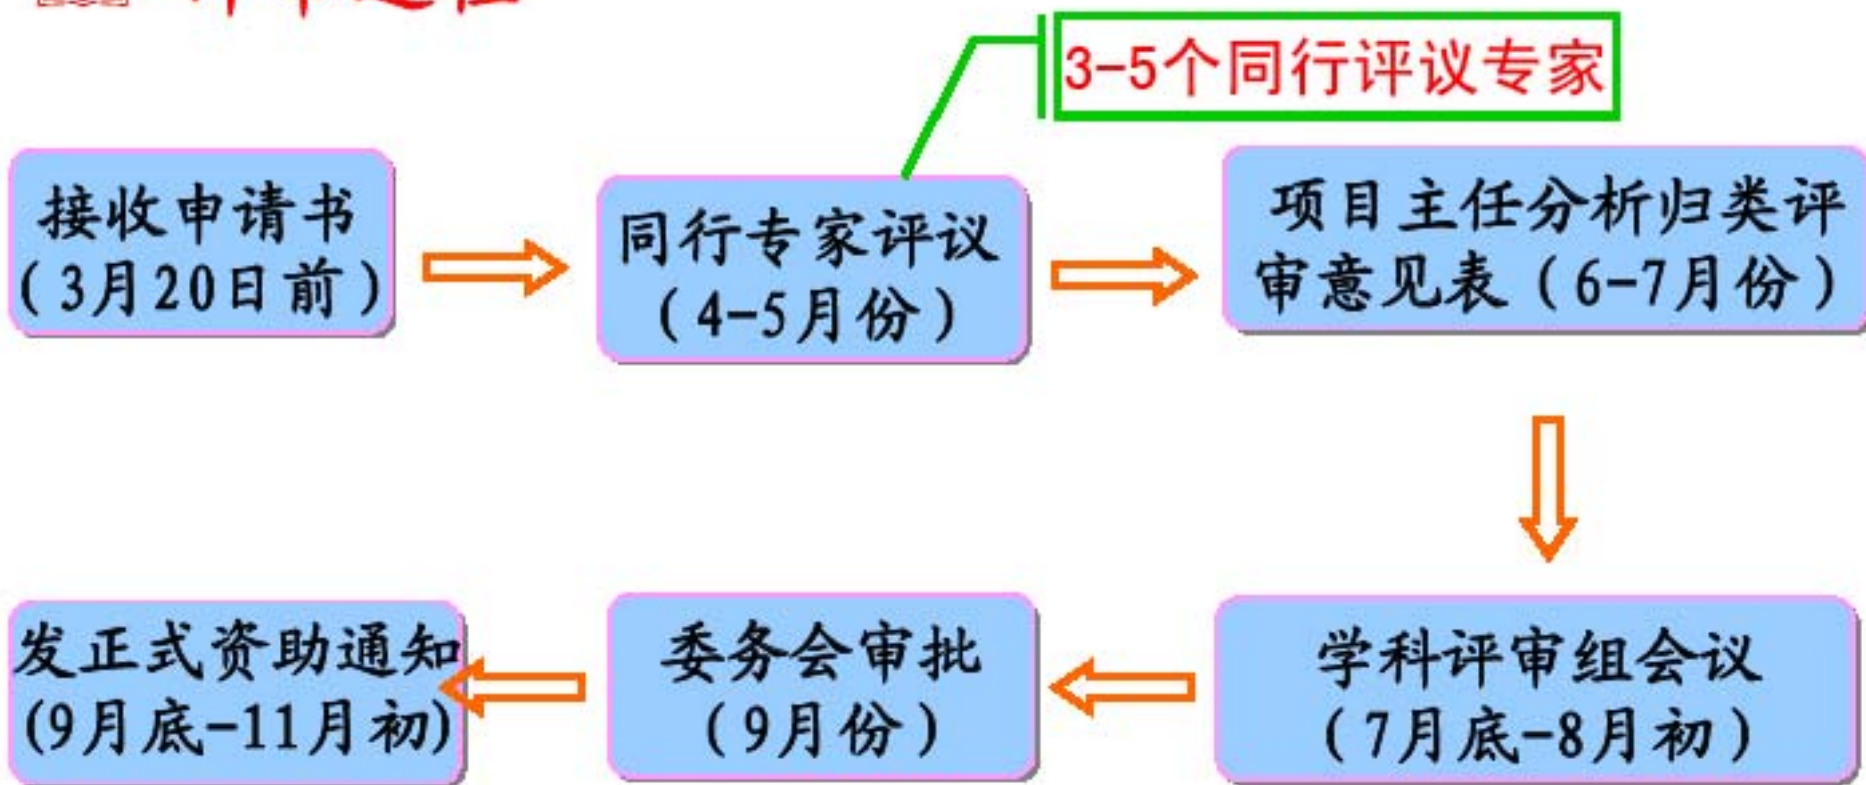 3-5个同行评议专家
接收申请书
(3月20日前)
同行专家评议
(4-5月份)
项目主任分析归类评
审意见表(6-7月份)
学科评审组会议
(7月底-8月初)
委务会审批
(9月份)
发正式资助通知
(9月底-11月初)